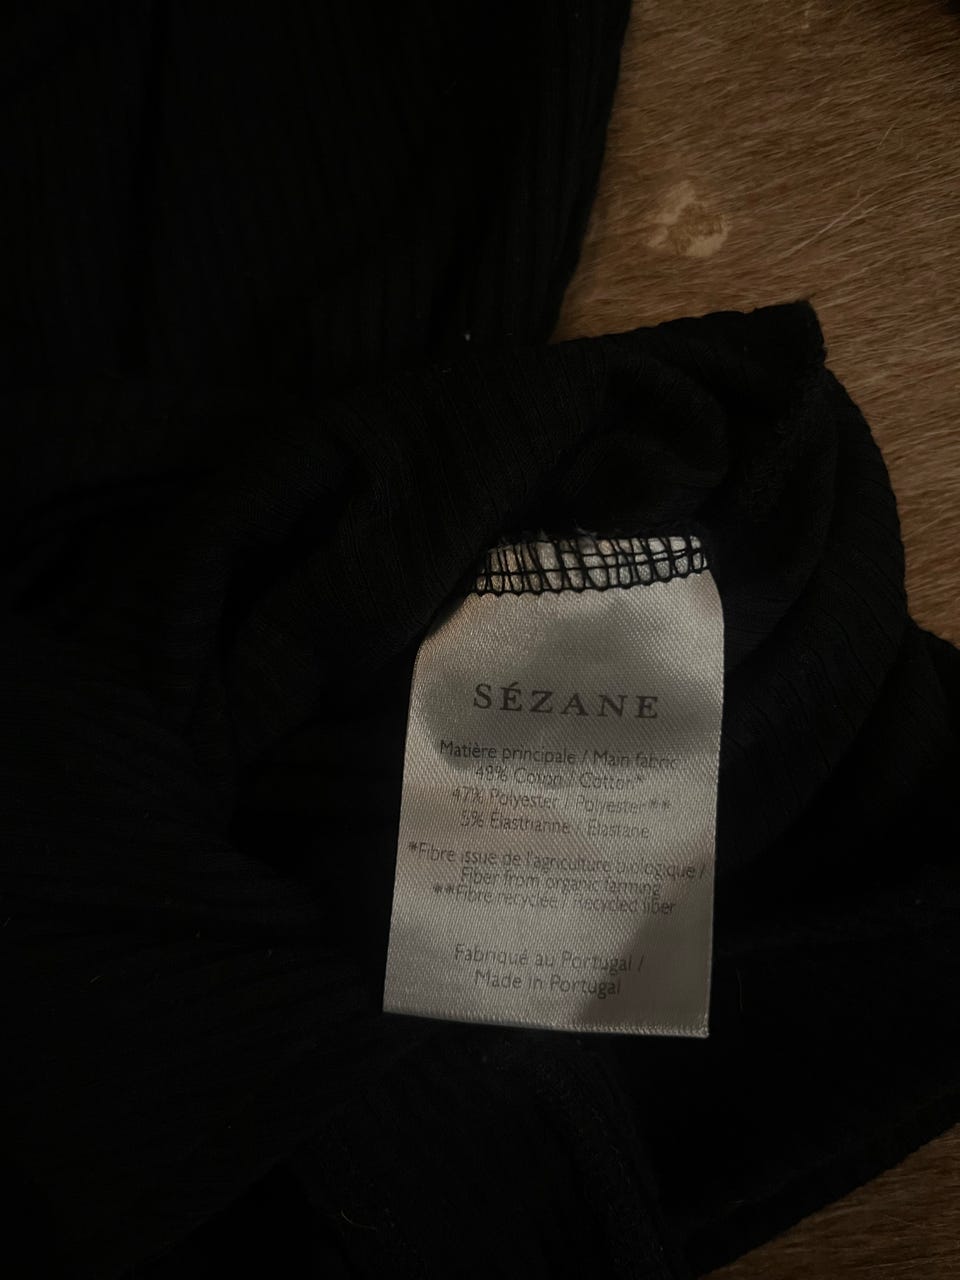 SÉZANE
Matière principale / Main fabric
48% Coton / Cotton*
47% Polyester / Polyester**
5% Élasthanne / Elastane
*Fibre issue de l'agriculture biologique /
Fiber from organic farming
**Fibre recyclée / Recycled fiber
Fabriqué au Portugal /
Made in Portugal